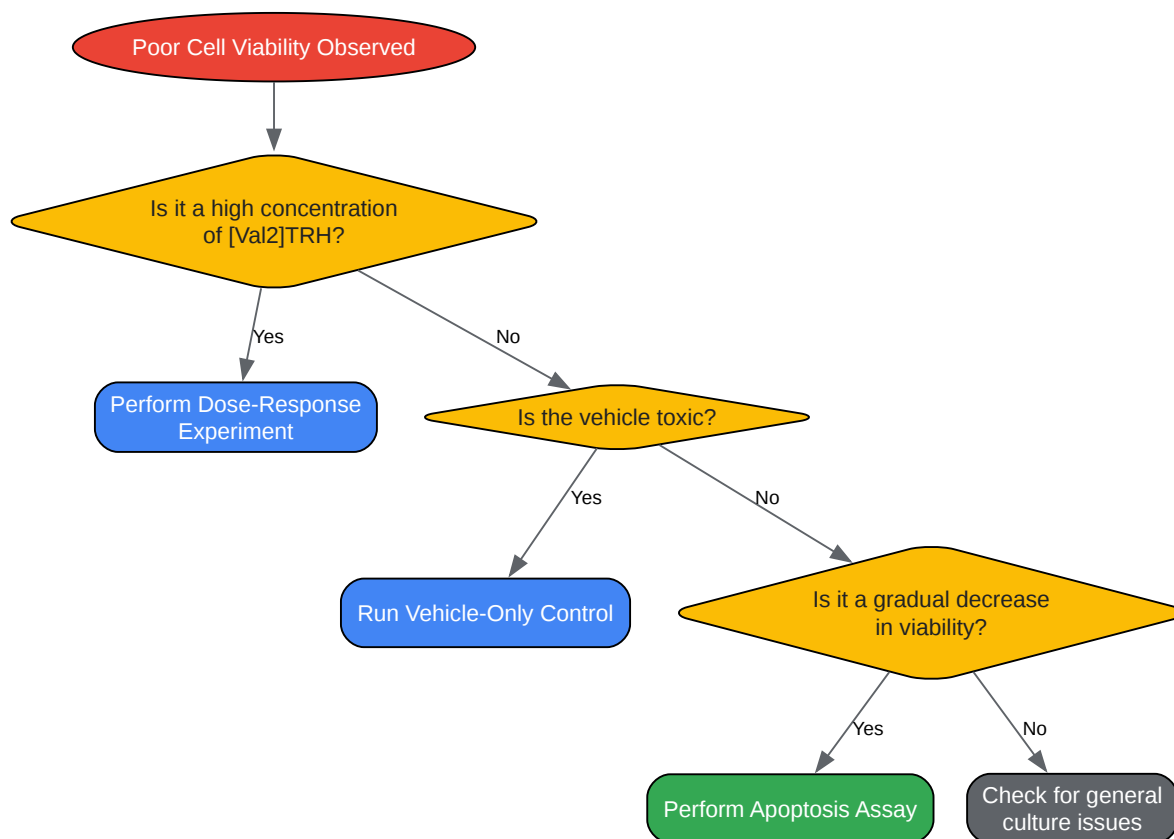 Poor Cell Viability Observed
Is it a high concentration
of [Val2]TRH?
Yes
No
Perform Dose-Response
Experiment
Is the vehicle toxic?
Yes
No
Run Vehicle-Only Control
Is it a gradual decrease
in viability?
Yes
No
Perform Apoptosis Assay
Check for general
culture issues